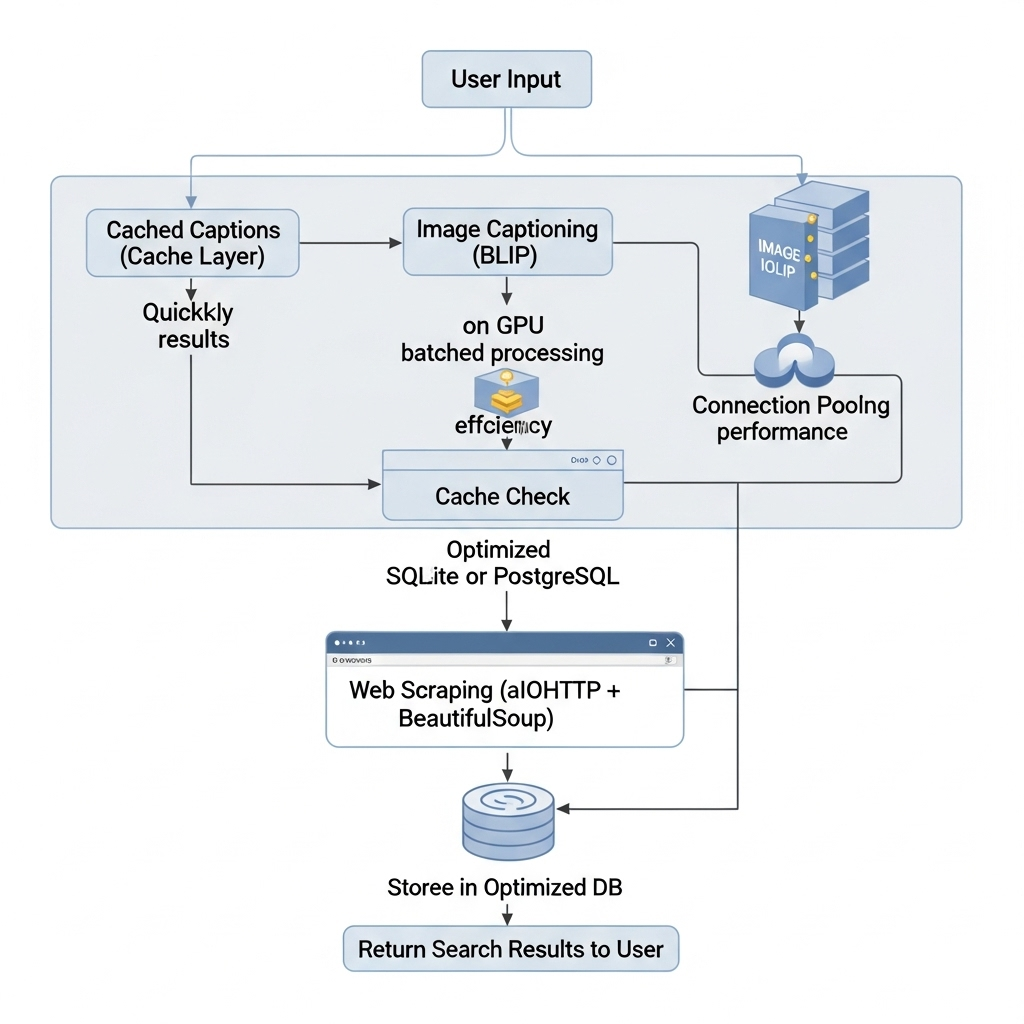 User Input
Cached Captions
(Cache Layer)
Image Captioning
(BLIP)
IMAGE
IOLIP
Quickkly
results
on GPU
batched processing
Connection Poolng
performance
Cache Check
Optimized
SQLite or PostgreSQL
Web Scraping (aIOHTTP +
BeautifulSoup)
Storee in Optimized DB
Return Search Results to User